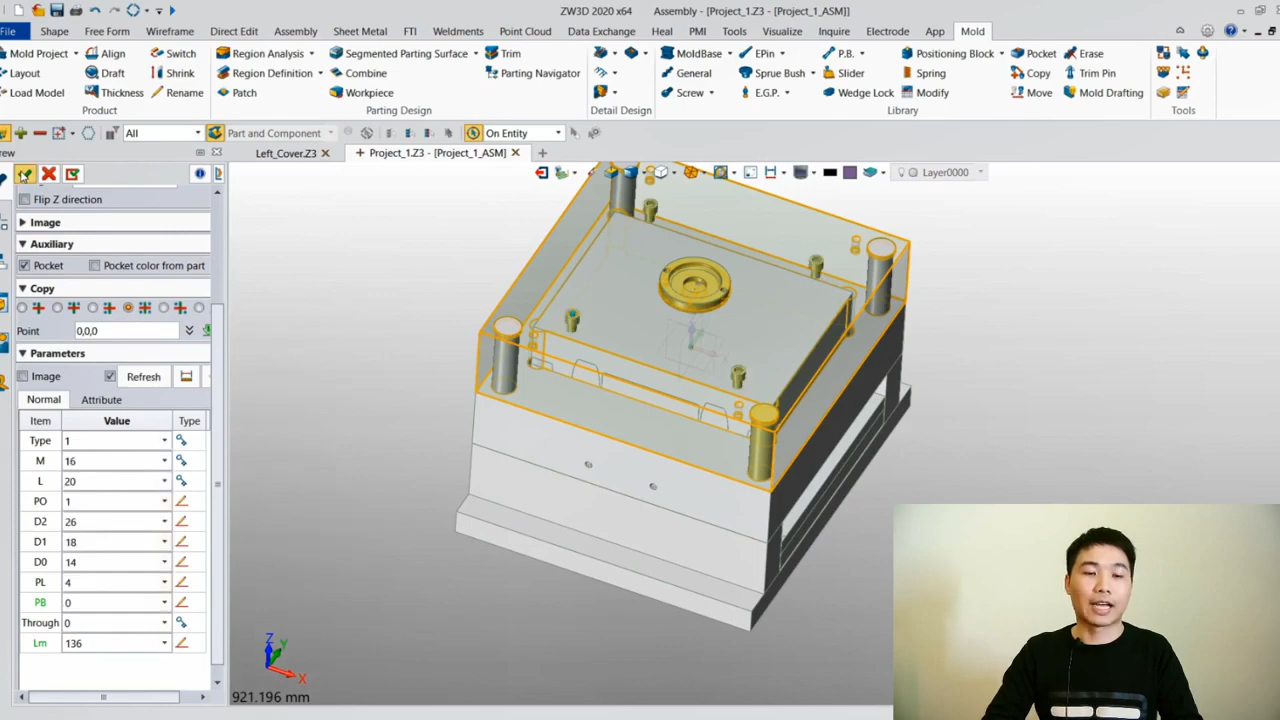 ZW3D 2020 x64 Assembly - [Project_1.Z3 - [Project_1_ASM]]
File Shape Free Form Wireframe Direct Edit Assembly Sheet Metal FTI Weldments Point Cloud Data Exchange Heal PMI Tools Visualize Inquire Electrode App Mold
Mold Project Align Switch Region Analysis Segmented Parting Surface Trim MoldBase EPin P.B. Positioning Block Pocket Erase
Layout Draft Shrink Region Definition Combine Parting Navigator General Sprue Bush Slider Spring Copy Trim Pin
Load Model Thickness Rename Patch Workpiece Screw E.G.P. Wedge Lock Modify Move Mold Drafting
Product Parting Design Detail Design Library Tools
All Part and Component On Entity
Left_Cover.Z3 Project_1.Z3 - [Project_1_ASM]
Layer0000
Flip Z direction
Image
Auxiliary
Pocket Pocket color from part
Copy
Point 0,0,0
Parameters
Image Refresh
Normal Attribute
Item Value Type
Type 1
M 16
L 20
PO 1
D2 26
D1 18
D0 14
PL 4
PB 0
Through 0
Lm 136
Z Y X
921.196 mm